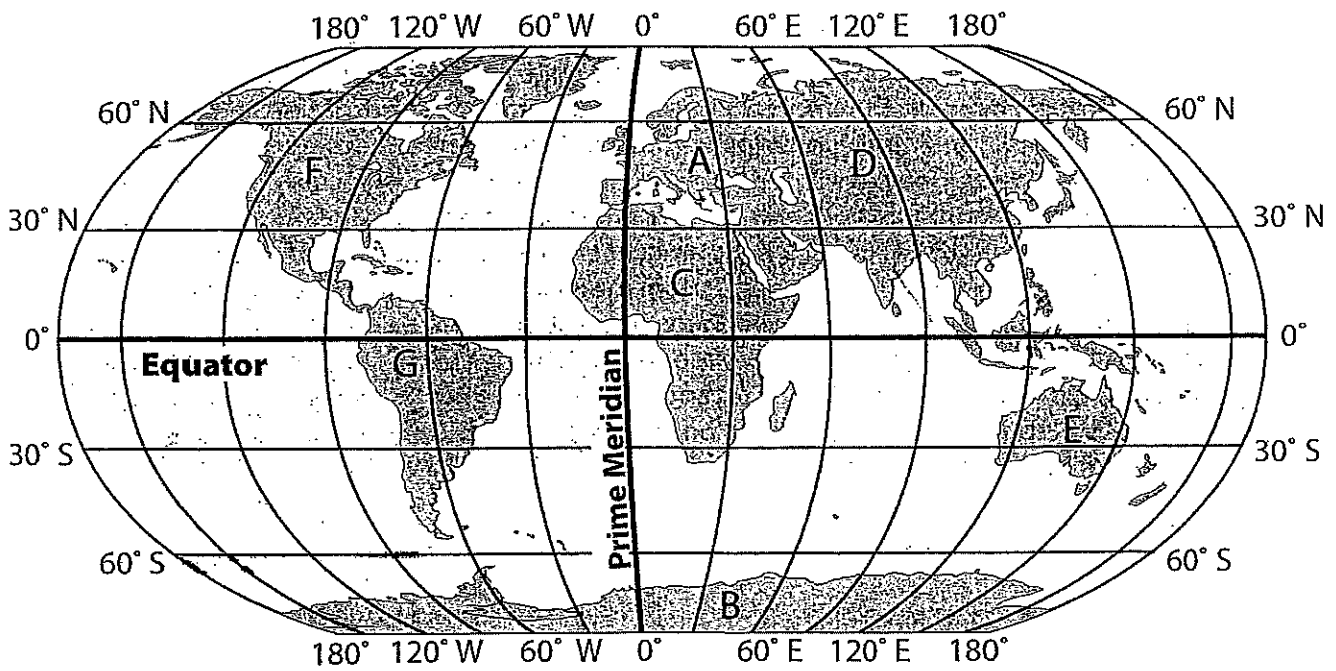 180° 120° W 60° W 0° 60° E 120° E 180°
60° N 60° N
F A D
30° N 30° N
C
0° 0°
Equator
G
Prime Meridian
E
30° S 30° S
60° S 60° S
B
180° 120° W 60° W 0° 60° E 120° E 180°